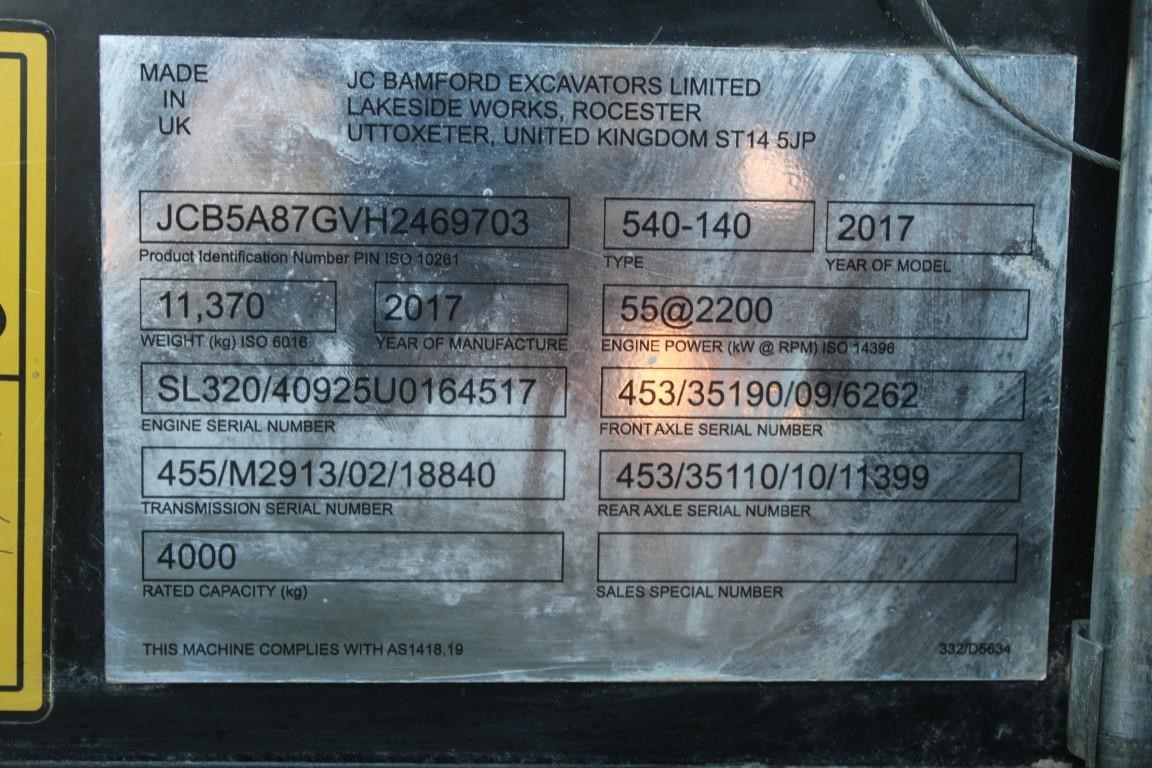 MADE
IN
UK
JC BAMFORD EXCAVATORS LIMITED
LAKESIDE WORKS, ROCESTER
UTTOXETER, UNITED KINGDOM ST14 5JP
JCB5A87GVH2469703
Product Identification Number PIN ISO 10261
540-140
TYPE
2017
YEAR OF MODEL
11,370
WEIGHT (kg) ISO 6016
2017
YEAR OF MANUFACTURE
55@2200
ENGINE POWER (kW @ RPM) ISO 14396
SL320/40925U0164517
ENGINE SERIAL NUMBER
453/35190/09/6262
FRONT AXLE SERIAL NUMBER
455/M2913/02/18840
TRANSMISSION SERIAL NUMBER
453/35110/10/11399
REAR AXLE SERIAL NUMBER
4000
RATED CAPACITY (kg)
SALES SPECIAL NUMBER
THIS MACHINE COMPLIES WITH AS1418.19
332/D5634